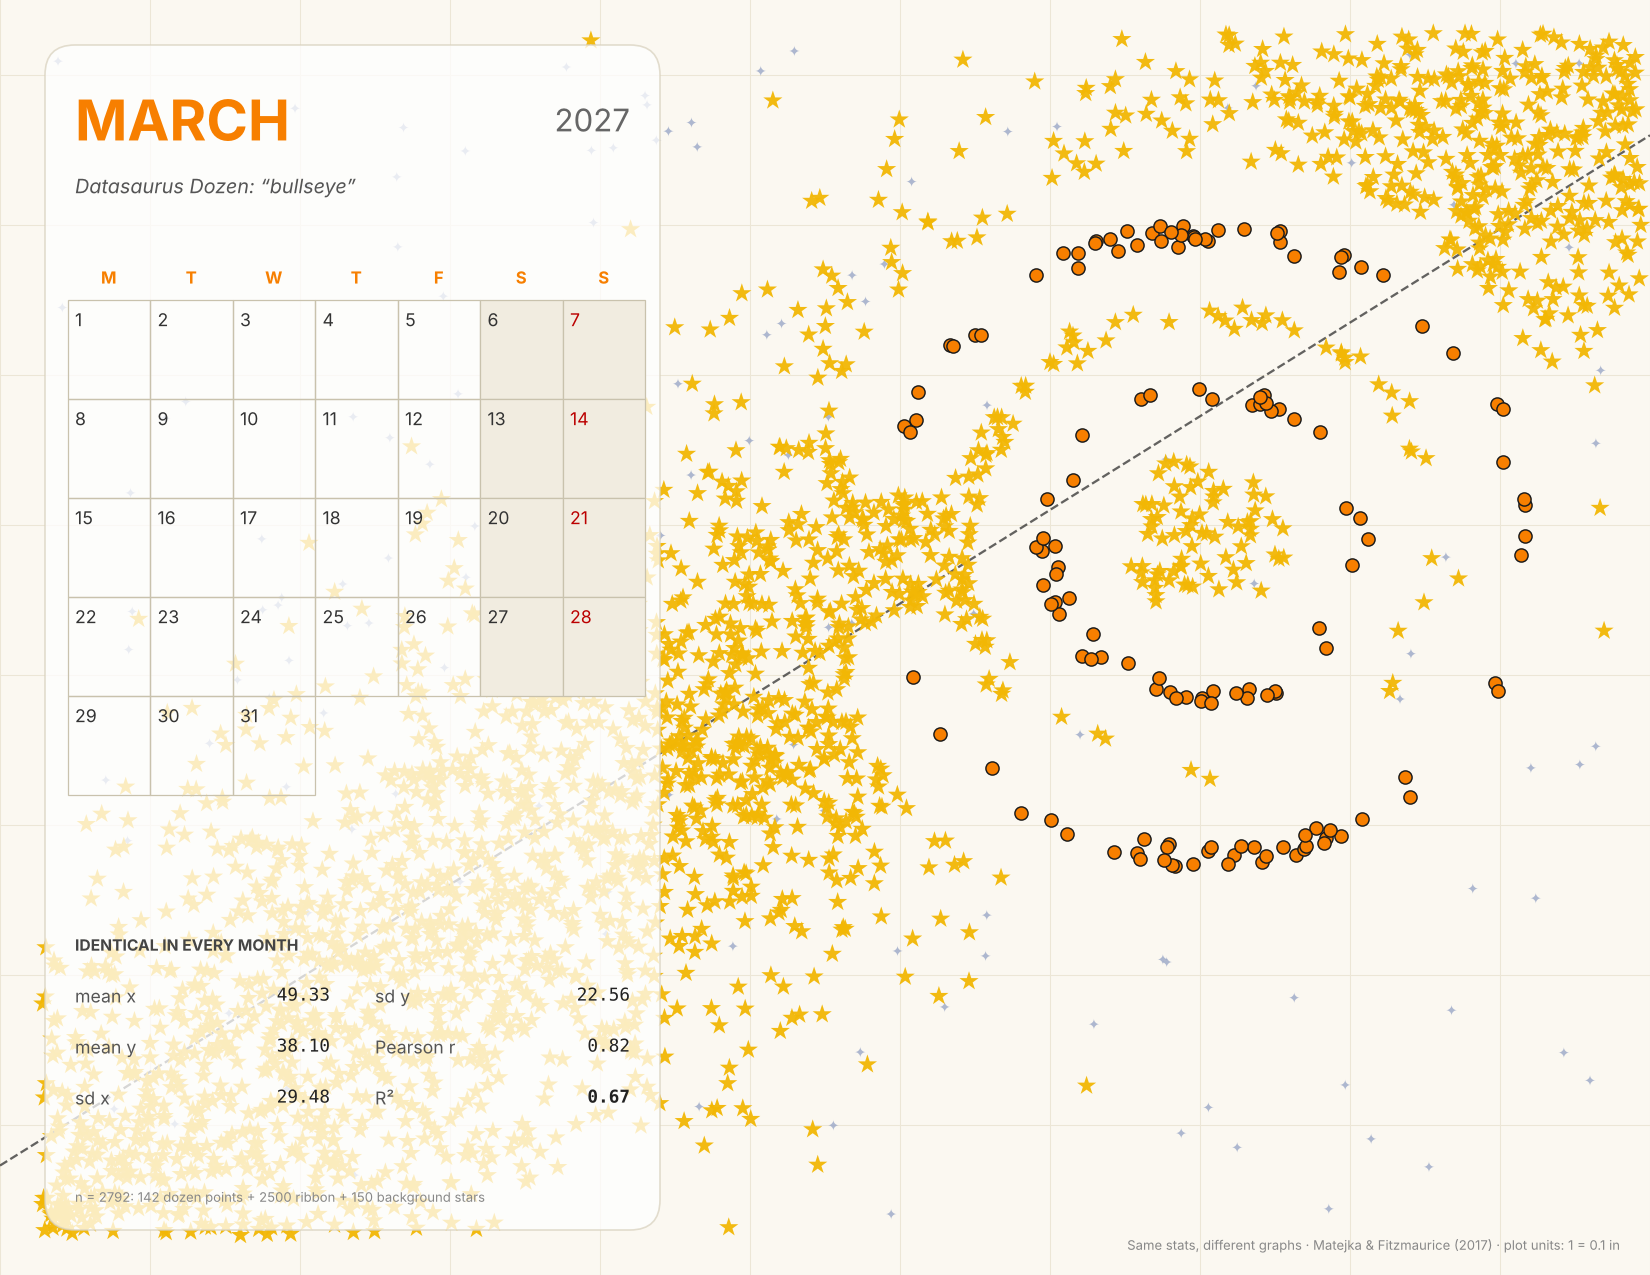 MARCH 2027
Datasaurus Dozen: “bullseye”
M T W T F S S
1 2 3 4 5 6 7
8 9 10 11 12 13 14
15 16 17 18 19 20 21
22 23 24 25 26 27 28
29 30 31
IDENTICAL IN EVERY MONTH
mean x 49.33 sd y 22.56
mean y 38.10 Pearson r 0.82
sd x 29.48 R² 0.67
n = 2792: 142 dozen points + 2500 ribbon + 150 background stars
Same stats, different graphs · Matejka & Fitzmaurice (2017) · plot units: 1 = 0.1 in